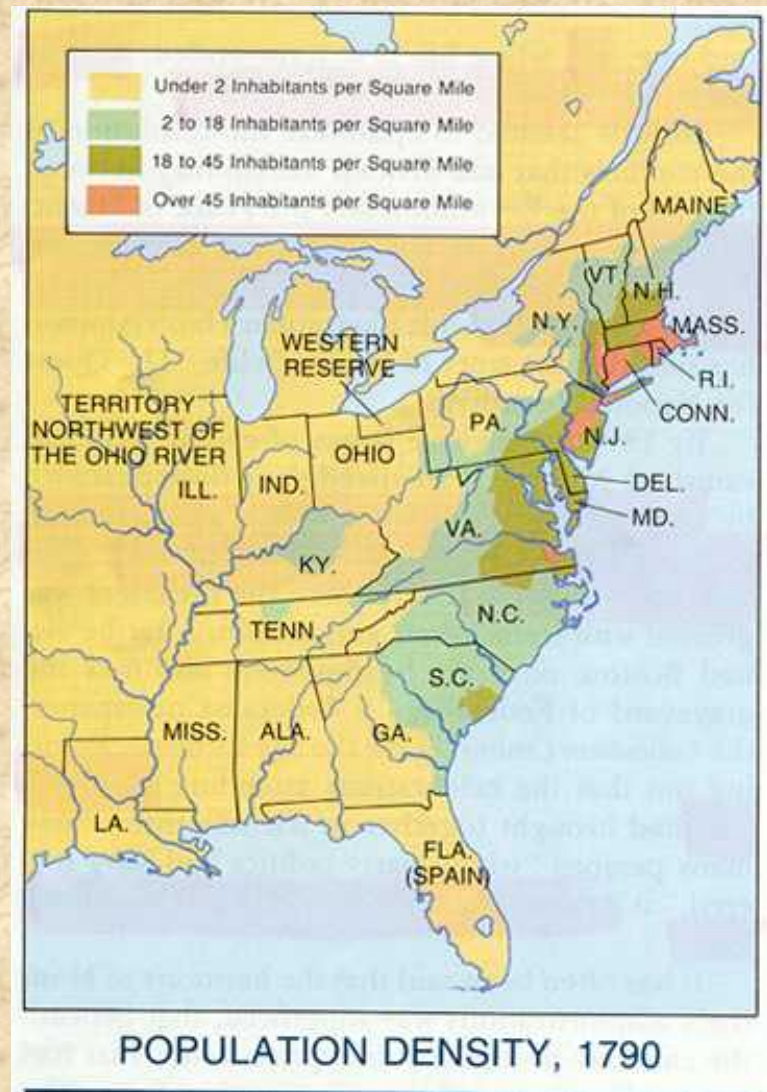 Under 2 Inhabitants per Square Mile
2 to 18 Inhabitants per Square Mile
18 to 45 Inhabitants per Square Mile
Over 45 Inhabitants per Square Mile
MAINE
VT.
N.H.
N.Y.
MASS.
WESTERN
RESERVE
R.I.
CONN.
TERRITORY
NORTHWEST OF
THE OHIO RIVER
PA.
N.J.
OHIO
ILL.
IND.
DEL.
MD.
VA.
KY.
TENN.
N.C.
S.C.
MISS.
ALA.
GA.
LA.
FLA.
(SPAIN)
POPULATION DENSITY, 1790